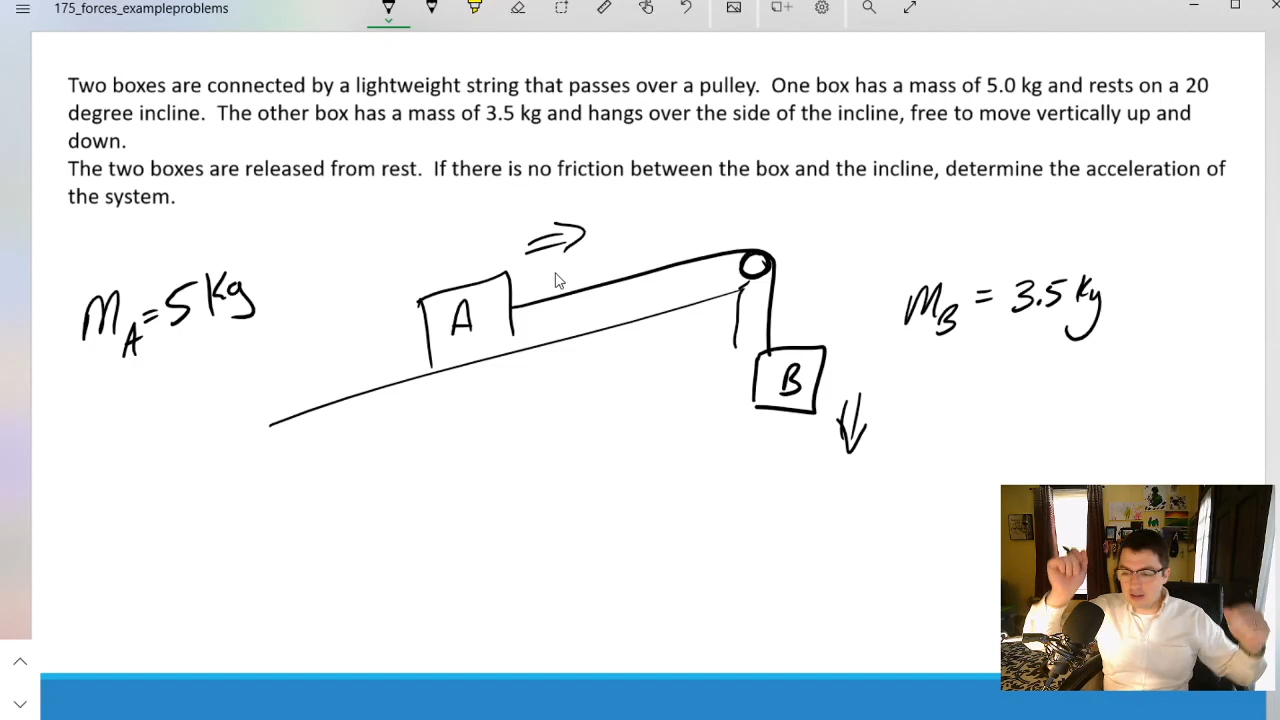 175_forces_exampleproblems
Two boxes are connected by a lightweight string that passes over a pulley.  One box has a mass of 5.0 kg and rests on a 20
degree incline.  The other box has a mass of 3.5 kg and hangs over the side of the incline, free to move vertically up and
down.
The two boxes are released from rest.  If there is no friction between the box and the incline, determine the acceleration of
the system.
M_A = 5 kg
A
B
M_B = 3.5 kg